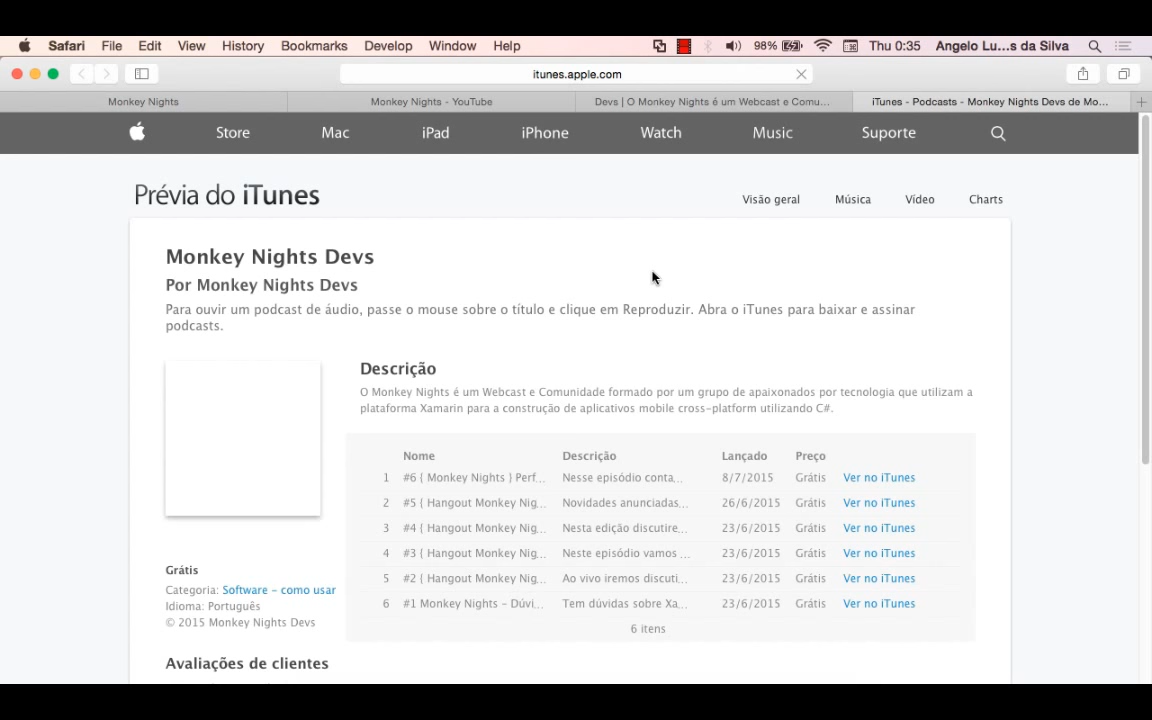 Safari File Edit View History Bookmarks Develop Window Help 98% Thu 0:35 Angelo Lu...s da Silva
itunes.apple.com
Monkey Nights Monkey Nights - YouTube Devs | O Monkey Nights é um Webcast e Comu... iTunes - Podcasts - Monkey Nights Devs de Mo...
Store Mac iPad iPhone Watch Music Suporte
Prévia do iTunes
Visão geral Música Vídeo Charts
Monkey Nights Devs
Por Monkey Nights Devs
Para ouvir um podcast de áudio, passe o mouse sobre o título e clique em Reproduzir. Abra o iTunes para baixar e assinar
podcasts.
Descrição
O Monkey Nights é um Webcast e Comunidade formado por um grupo de apaixonados por tecnologia que utilizam a
plataforma Xamarin para a construção de aplicativos mobile cross-platform utilizando C#.
Nome Descrição Lançado Preço
1 #6 { Monkey Nights } Perf... Nesse episódio conta... 8/7/2015 Grátis Ver no iTunes
2 #5 { Hangout Monkey Nig... Novidades anunciadas... 26/6/2015 Grátis Ver no iTunes
3 #4 { Hangout Monkey Nig... Nesta edição discutire... 23/6/2015 Grátis Ver no iTunes
4 #3 { Hangout Monkey Nig... Neste episódio vamos ... 23/6/2015 Grátis Ver no iTunes
5 #2 { Hangout Monkey Nig... Ao vivo iremos discuti... 23/6/2015 Grátis Ver no iTunes
6 #1 Monkey Nights - Dúvi... Tem dúvidas sobre Xa... 23/6/2015 Grátis Ver no iTunes
6 itens
Grátis
Categoria: Software - como usar
Idioma: Português
© 2015 Monkey Nights Devs
Avaliações de clientes